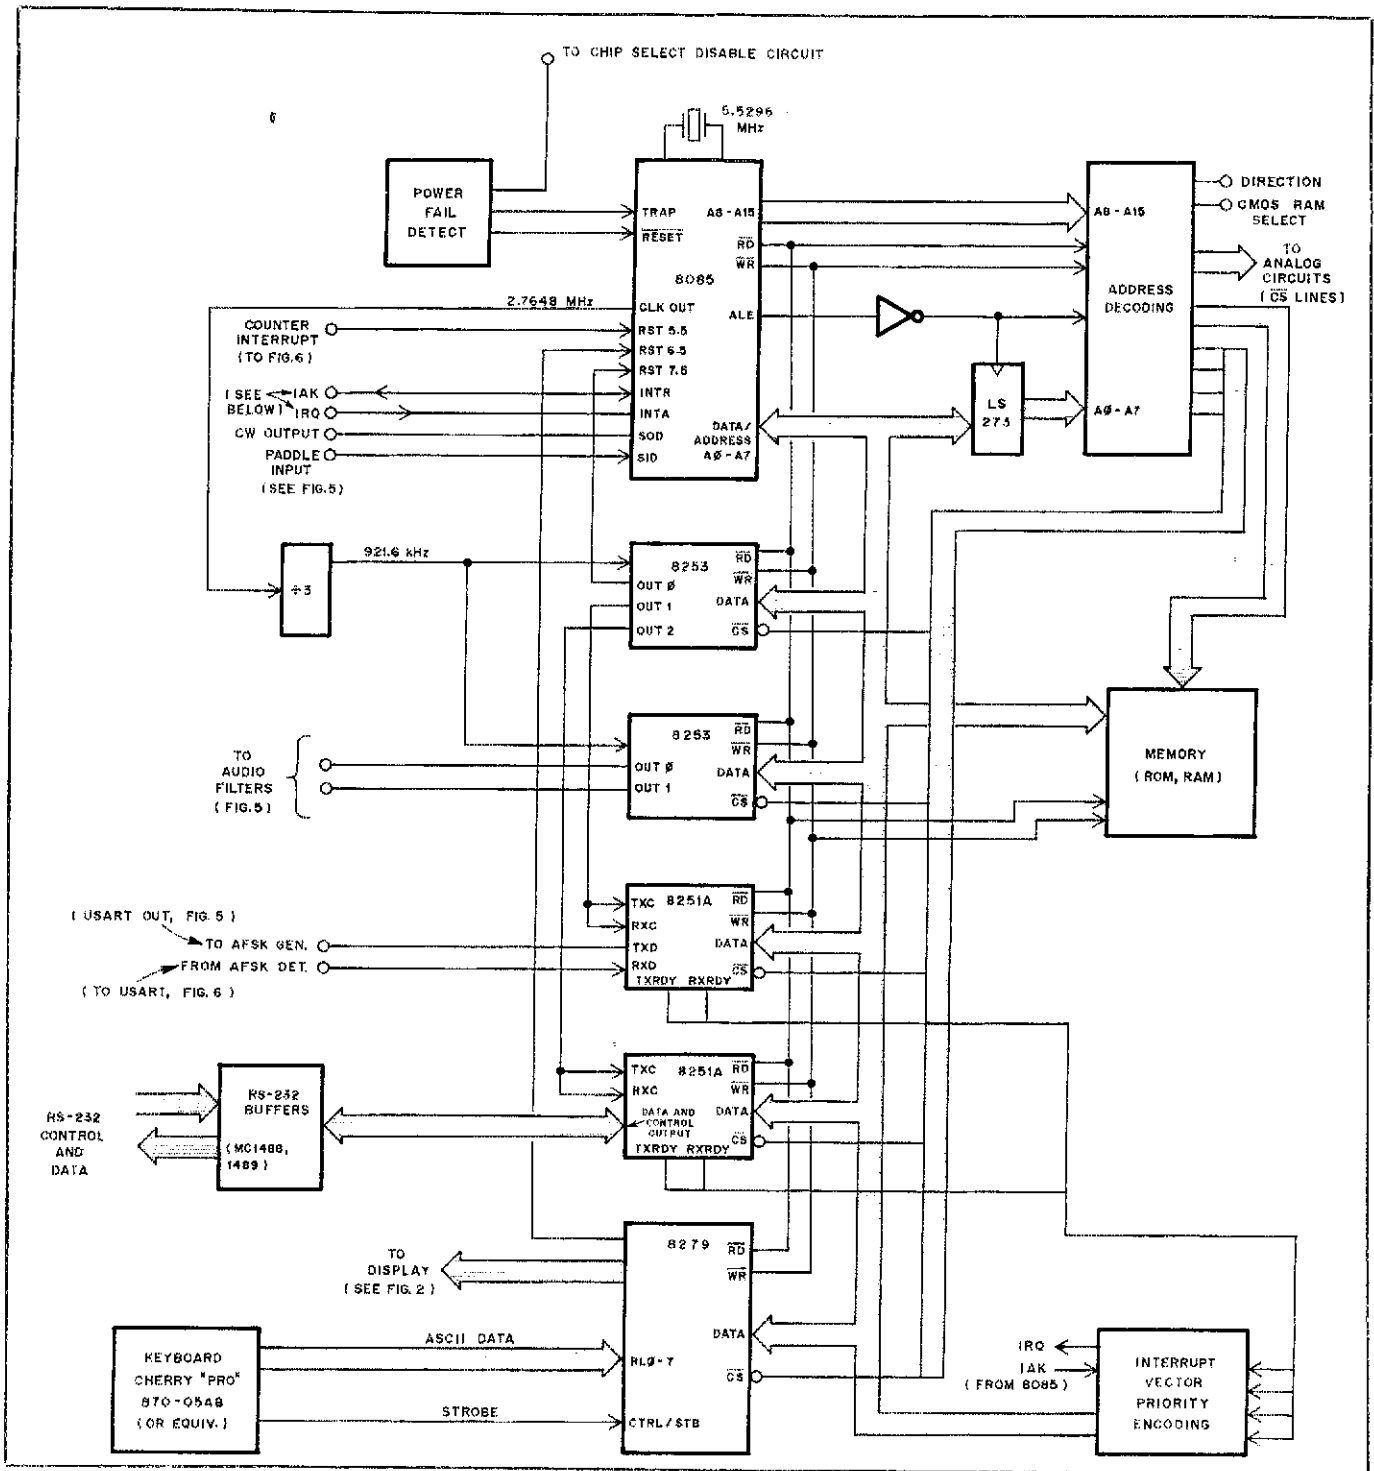 TO CHIP SELECT DISABLE CIRCUIT
5.5296
MHz
POWER
FAIL
DETECT
TRAP
RESET
8085
CLK OUT
RST 5.5
RST 6.5
RST 7.5
INTR
INTA
SOD
SID
A8-A15
RD
WR
ALE
DATA/
ADDRESS
AØ-A7
A8-A15
ADDRESS
DECODING
AØ-A7
DIRECTION
CMOS RAM
SELECT
TO
ANALOG
CIRCUITS
(CS LINES)
LS
273
2.7648 MHz
COUNTER
INTERRUPT
(TO FIG.6)
(SEE
BELOW)
IAK
IRQ
CW OUTPUT
PADDLE
INPUT
(SEE FIG.5)
÷3
921.6 kHz
8253
OUT Ø
OUT 1
OUT 2
RD
WR
DATA
CS
TO
AUDIO
FILTERS
(FIG.5)
8253
OUT Ø
OUT 1
RD
WR
DATA
CS
MEMORY
(ROM, RAM)
(USART OUT, FIG.5)
TO AFSK GEN.
FROM AFSK DET.
(TO USART, FIG.6)
TXC
RXC
TXD
RXD
8251A
RD
WR
DATA
CS
TXRDY RXRDY
RS-232
CONTROL
AND
DATA
RS-232
BUFFERS
(MC1488,
1489)
TXC
RXC
8251A
DATA AND
CONTROL
OUTPUT
RD
WR
DATA
CS
TXRDY RXRDY
TO
DISPLAY
(SEE FIG.2)
8279
RD
WR
DATA
RLØ-7
CS
CTRL/STB
KEYBOARD
CHERRY "PRO"
870-05AB
(OR EQUIV.)
ASCII DATA
STROBE
IRQ
IAK
(FROM 8085)
INTERRUPT
VECTOR
PRIORITY
ENCODING